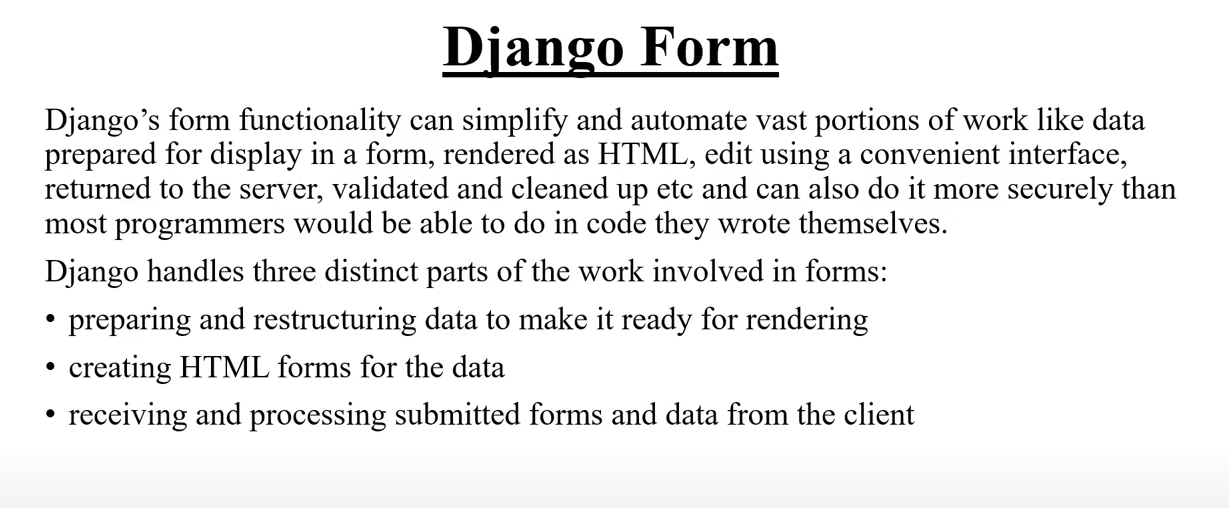 Django Form
Django’s form functionality can simplify and automate vast portions of work like data
prepared for display in a form, rendered as HTML, edit using a convenient interface,
returned to the server, validated and cleaned up etc and can also do it more securely than
most programmers would be able to do in code they wrote themselves.
Django handles three distinct parts of the work involved in forms:
• preparing and restructuring data to make it ready for rendering
• creating HTML forms for the data
• receiving and processing submitted forms and data from the client